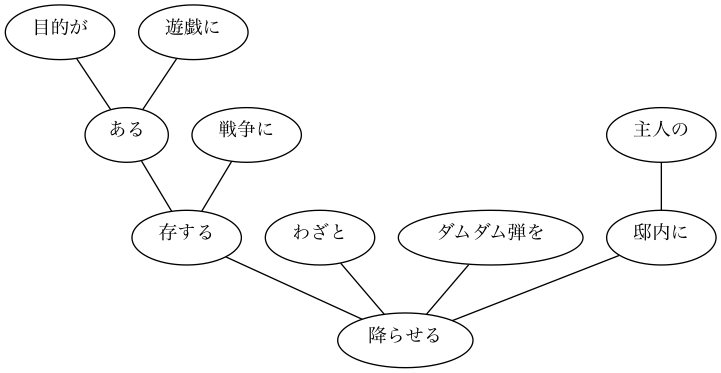 目的が
遊戯に
ある
戦争に
主人の
存する
わざと
ダムダム弾を
邸内に
降らせる